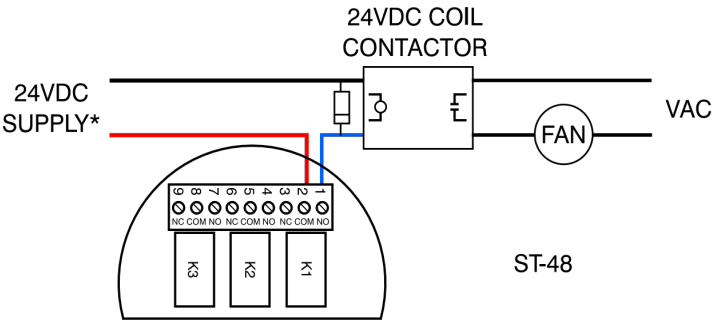 24VDC COIL
CONTACTOR
24VDC
SUPPLY*
VAC
FAN
9 8 7 6 5 4 3 2 1
NC COM NO NC COM NO NC COM NO
K3 K2 K1
ST-48